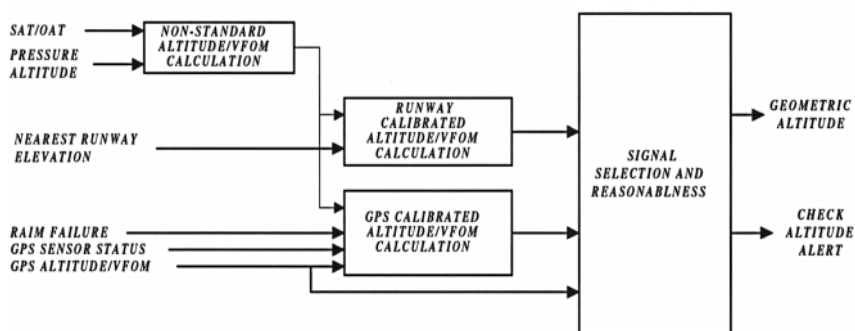 SAT/OAT
PRESSURE
ALTITUDE
NON-STANDARD
ALTITUDE/VFOM
CALCULATION
NEAREST RUNWAY
ELEVATION
RUNWAY
CALIBRATED
ALTITUDE/VFOM
CALCULATION
RAIM FAILURE
GPS SENSOR STATUS
GPS ALTITUDE/VFOM
GPS CALIBRATED
ALTITUDE/VFOM
CALCULATION
SIGNAL
SELECTION AND
REASONABLNESS
GEOMETRIC
ALTITUDE
CHECK
ALTITUDE
ALERT